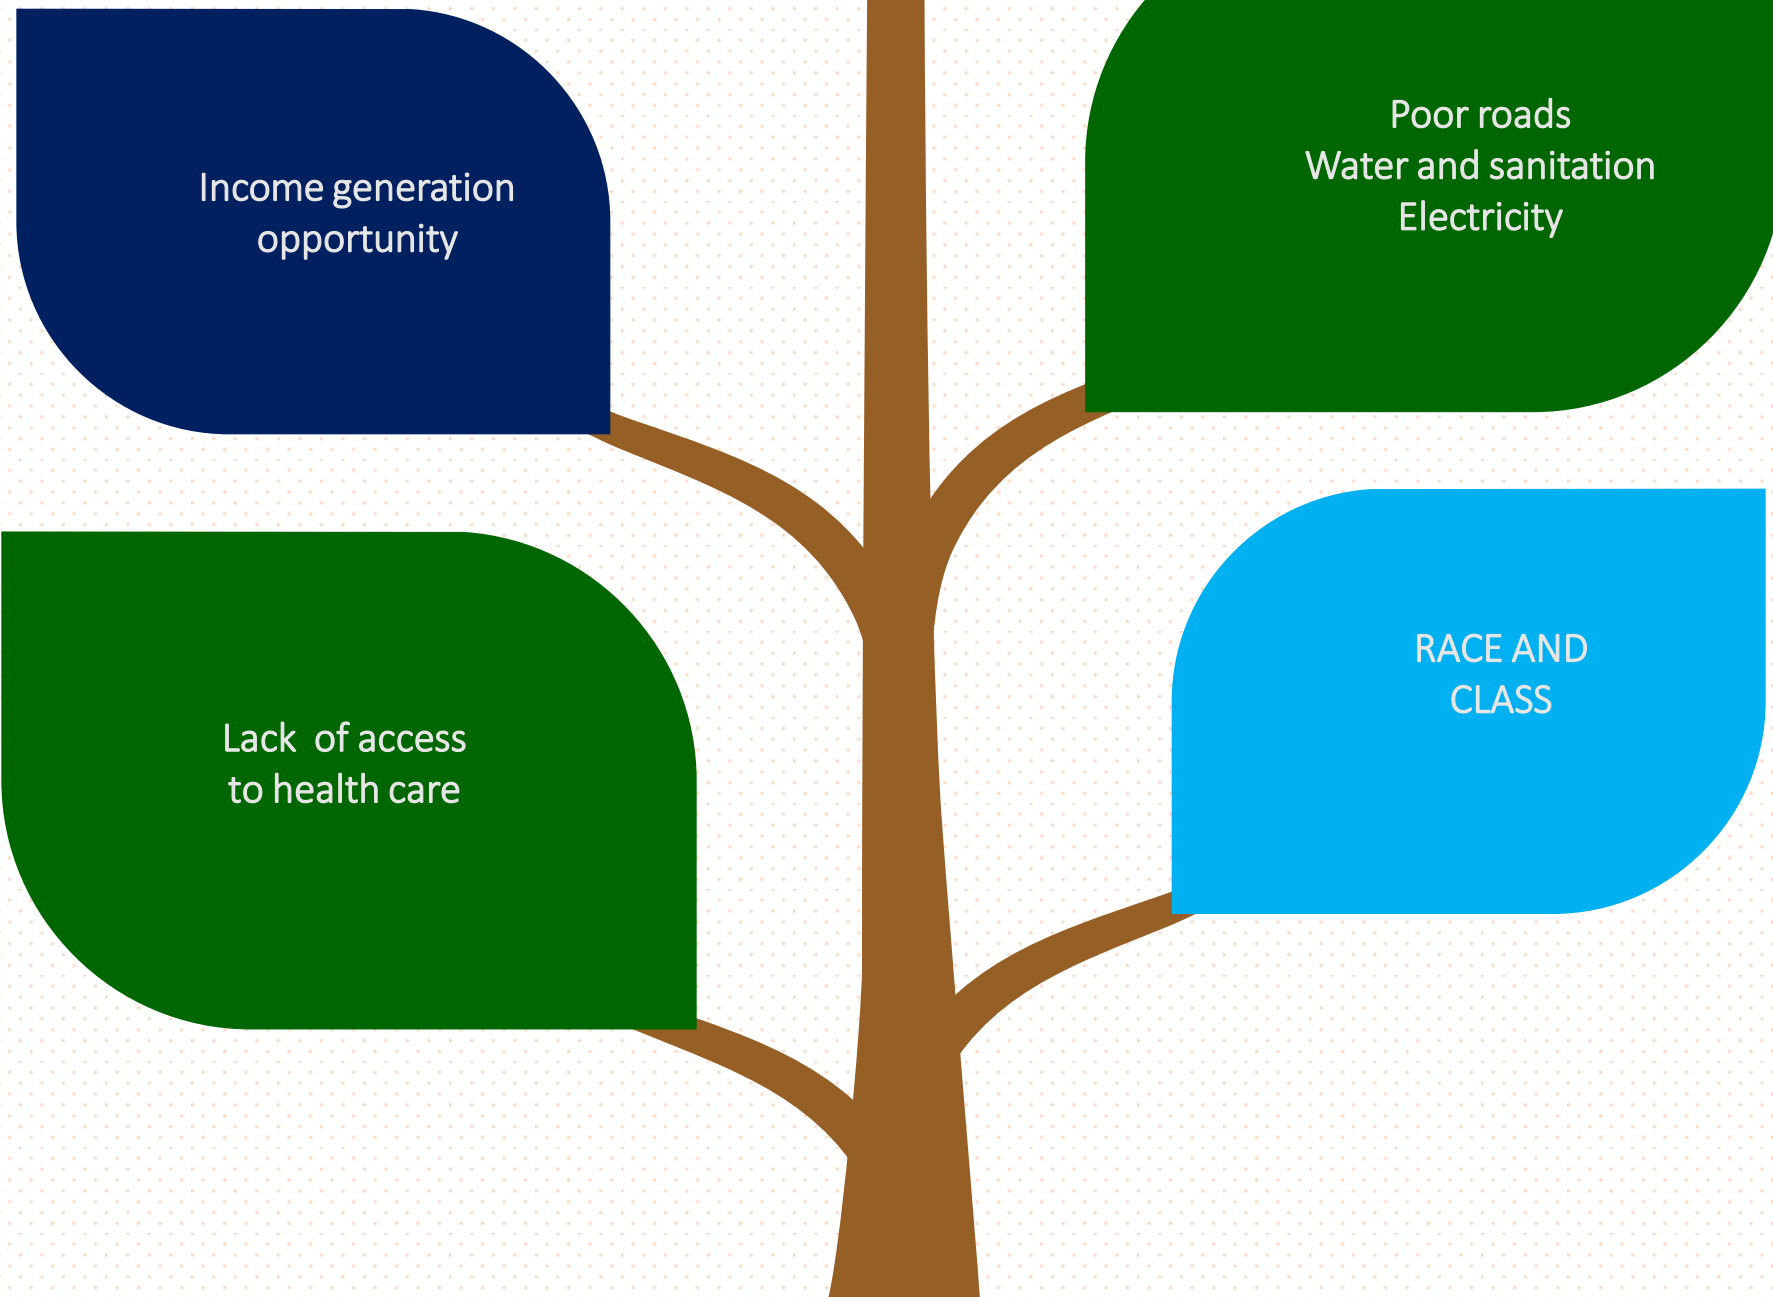 Income generation
opportunity
Poor roads
Water and sanitation
Electricity
Lack  of access
to health care
RACE AND
CLASS